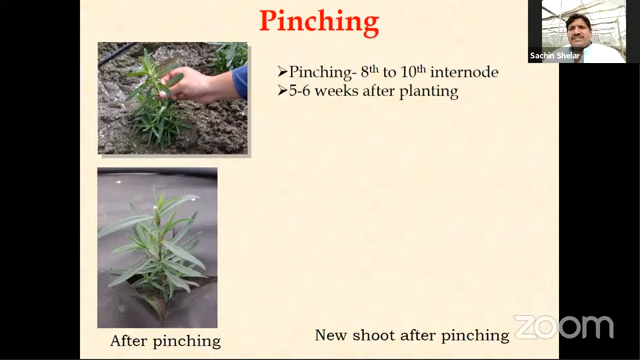 Pinching
Sachin Shelar
➢Pinching- 8th to 10th internode
➢5-6 weeks after planting
After pinching
New shoot after pinching
zoom